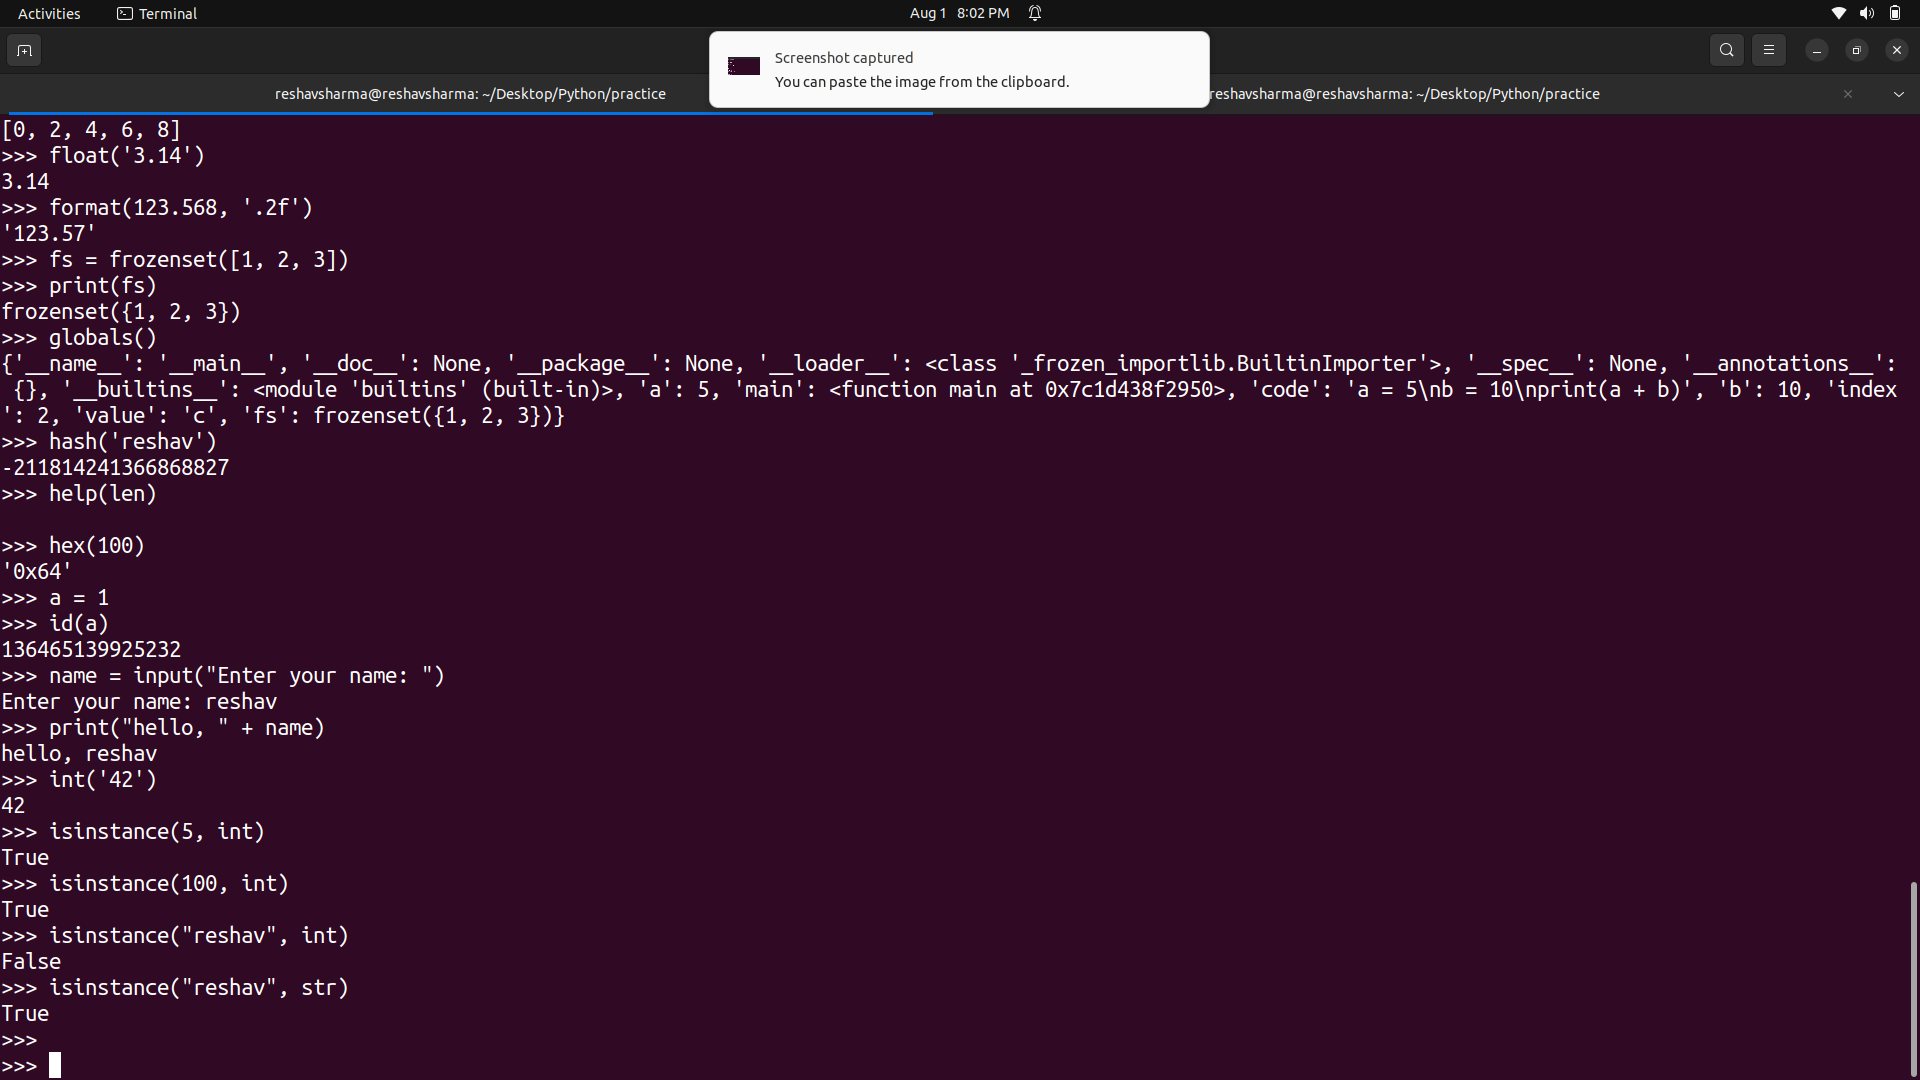 Activities Terminal Aug 1 8:02 PM
Screenshot captured
You can paste the image from the clipboard.
reshavsharma@reshavsharma: ~/Desktop/Python/practice reshavsharma@reshavsharma: ~/Desktop/Python/practice
[0, 2, 4, 6, 8]
>>> float('3.14')
3.14
>>> format(123.568, '.2f')
'123.57'
>>> fs = frozenset([1, 2, 3])
>>> print(fs)
frozenset({1, 2, 3})
>>> globals()
{'__name__': '__main__', '__doc__': None, '__package__': None, '__loader__': <class '_frozen_importlib.BuiltinImporter'>, '__spec__': None, '__annotations__':
 {}, '__builtins__': <module 'builtins' (built-in)>, 'a': 5, 'main': <function main at 0x7c1d438f2950>, 'code': 'a = 5\nb = 10\nprint(a + b)', 'b': 10, 'index
': 2, 'value': 'c', 'fs': frozenset({1, 2, 3})}
>>> hash('reshav')
-211814241366868827
>>> help(len)

>>> hex(100)
'0x64'
>>> a = 1
>>> id(a)
136465139925232
>>> name = input("Enter your name: ")
Enter your name: reshav
>>> print("hello, " + name)
hello, reshav
>>> int('42')
42
>>> isinstance(5, int)
True
>>> isinstance(100, int)
True
>>> isinstance("reshav", int)
False
>>> isinstance("reshav", str)
True
>>>
>>>